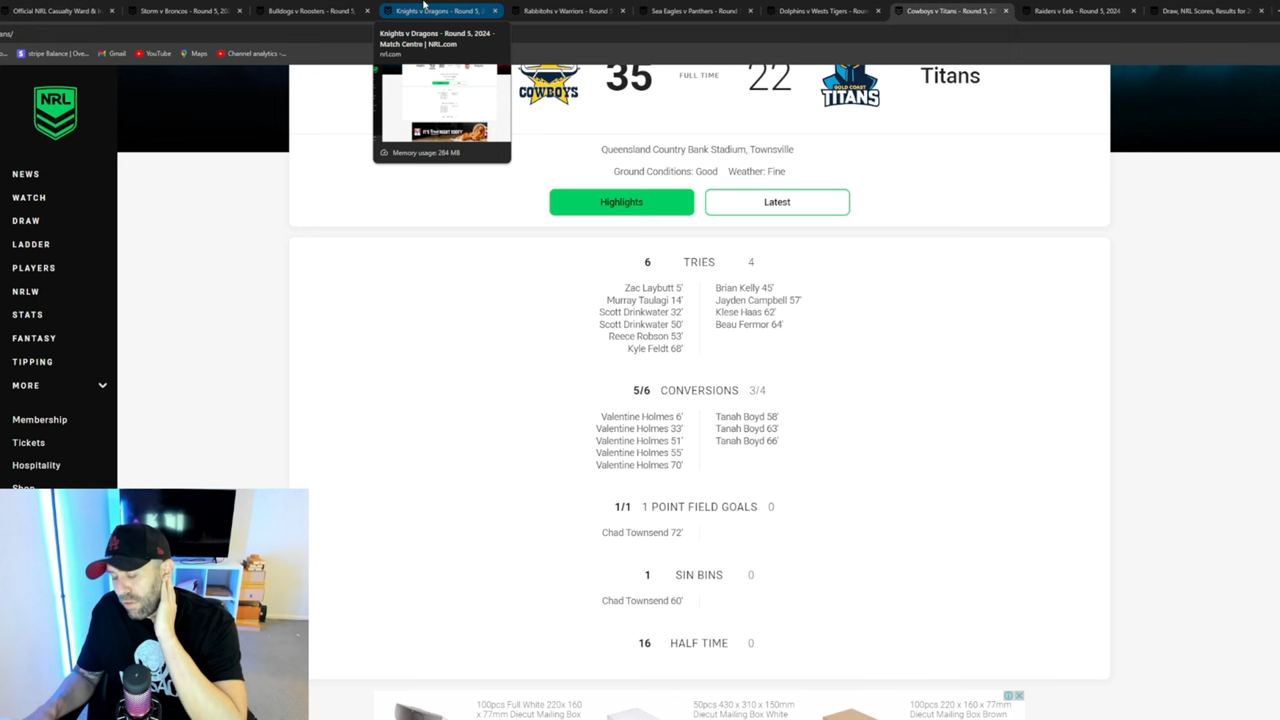 Official NRL Casualty Ward & In
Storm v Broncos - Round 5, 202
Bulldogs v Roosters - Round 5,
Knights v Dragons - Round 5, 2
Rabbitohs v Warriors - Round 5
Sea Eagles v Panthers - Round
Dolphins v Wests Tigers - Roun
Cowboys v Titans - Round 5, 20
Raiders v Eels - Round 5, 2024
Draw, NRL Scores, Results for 2
ans/
stripe Balance | Ove...
Gmail
YouTube
Maps
Channel analytics -...
Knights v Dragons - Round 5, 2024 -
Match Centre | NRL.com
nrl.com
Memory usage: 284 MB
NRL
NEWS
WATCH
DRAW
LADDER
PLAYERS
NRLW
STATS
FANTASY
TIPPING
MORE
Membership
Tickets
Hospitality
Shop
COWBOYS
35
FULL TIME
22
GOLD COAST
TITANS
Titans
Queensland Country Bank Stadium, Townsville
Ground Conditions: Good Weather: Fine
Highlights
Latest
6 TRIES 4
Zac Laybutt 5'
Murray Taulagi 14'
Scott Drinkwater 32'
Scott Drinkwater 50'
Reece Robson 53'
Kyle Feldt 68'
Brian Kelly 45'
Jayden Campbell 57'
Klese Haas 62'
Beau Fermor 64'
5/6 CONVERSIONS 3/4
Valentine Holmes 6'
Valentine Holmes 33'
Valentine Holmes 51'
Valentine Holmes 55'
Valentine Holmes 70'
Tanah Boyd 58'
Tanah Boyd 63'
Tanah Boyd 66'
1/1 1 POINT FIELD GOALS 0
Chad Townsend 72'
1 SIN BINS 0
Chad Townsend 60'
16 HALF TIME 0
100pcs Full White 220x 160
x 77mm Diecut Mailing Box
50pcs 430 x 310 x 150mm
Diecut Mailing Box White
100pcs 220 x 160 x 77mm
Diecut Mailing Box Brown